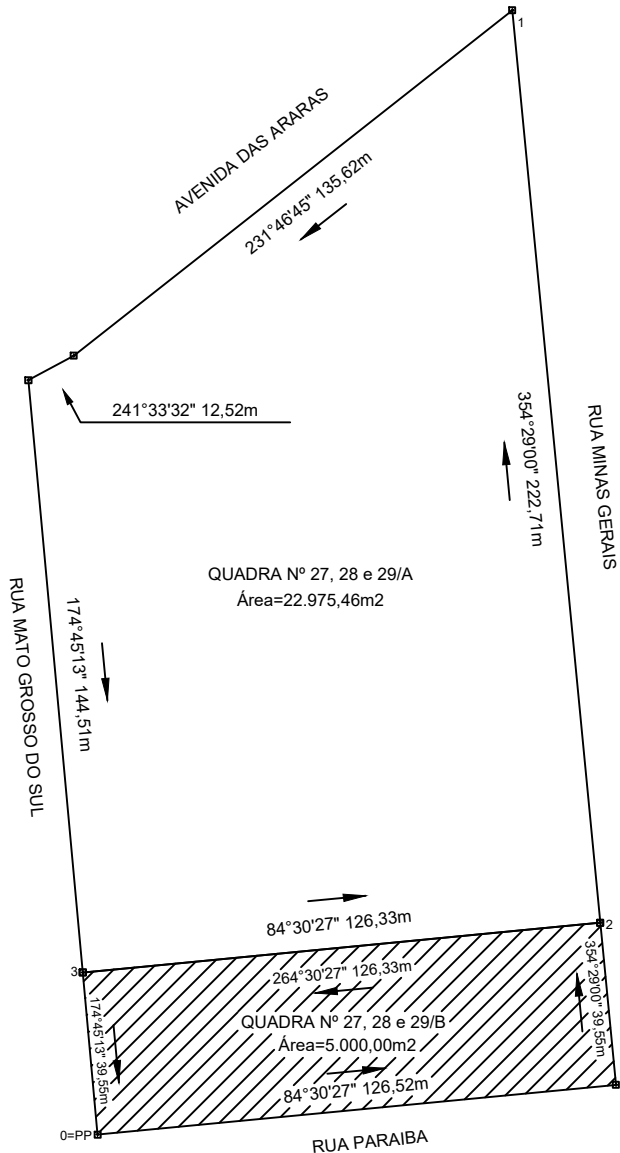 1
AVENIDA DAS ARARAS
231°46'45" 135,62m
241°33'32" 12,52m
354°29'00" 222,71m
RUA MINAS GERAIS
QUADRA Nº 27, 28 e 29/A
Área=22.975,46m2
RUA MATO GROSSO DO SUL
174°45'13" 144,51m
84°30'27" 126,33m
2
3
264°30'27" 126,33m
354°29'00" 39,55m
174°45'13" 39,55m
QUADRA Nº 27, 28 e 29/B
Área=5.000,00m2
84°30'27" 126,52m
0=PP
RUA PARAIBA